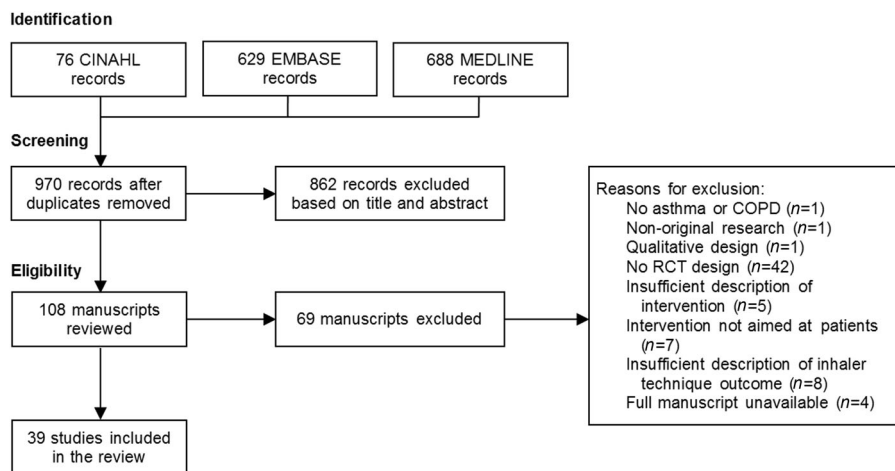 Identification
76 CINAHL
records
629 EMBASE
records
688 MEDLINE
records
Screening
970 records after
duplicates removed
862 records excluded
based on title and abstract
Eligibility
108 manuscripts
reviewed
69 manuscripts excluded
Reasons for exclusion:
No asthma or COPD (n=1)
Non-original research (n=1)
Qualitative design (n=1)
No RCT design (n=42)
Insufficient description of
intervention (n=5)
Intervention not aimed at patients
(n=7)
Insufficient description of inhaler
technique outcome (n=8)
Full manuscript unavailable (n=4)
39 studies included
in the review